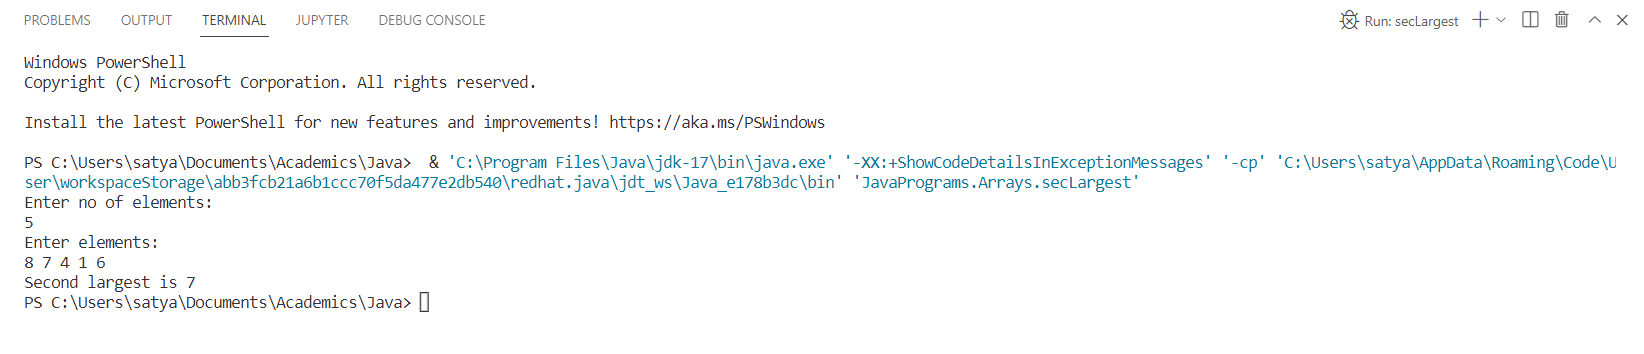 PROBLEMS OUTPUT TERMINAL JUPYTER DEBUG CONSOLE Run: secLargest
Windows PowerShell
Copyright (C) Microsoft Corporation. All rights reserved.
Install the latest PowerShell for new features and improvements! https://aka.ms/PSWindows
PS C:\Users\satya\Documents\Academics\Java>  & 'C:\Program Files\Java\jdk-17\bin\java.exe' '-XX:+ShowCodeDetailsInExceptionMessages' '-cp' 'C:\Users\satya\AppData\Roaming\Code\U
ser\workspaceStorage\abb3fcb21a6b1ccc70f5da477e2db540\redhat.java\jdt_ws\Java_e178b3dc\bin' 'JavaPrograms.Arrays.secLargest'
Enter no of elements:
5
Enter elements:
8 7 4 1 6
Second largest is 7
PS C:\Users\satya\Documents\Academics\Java>